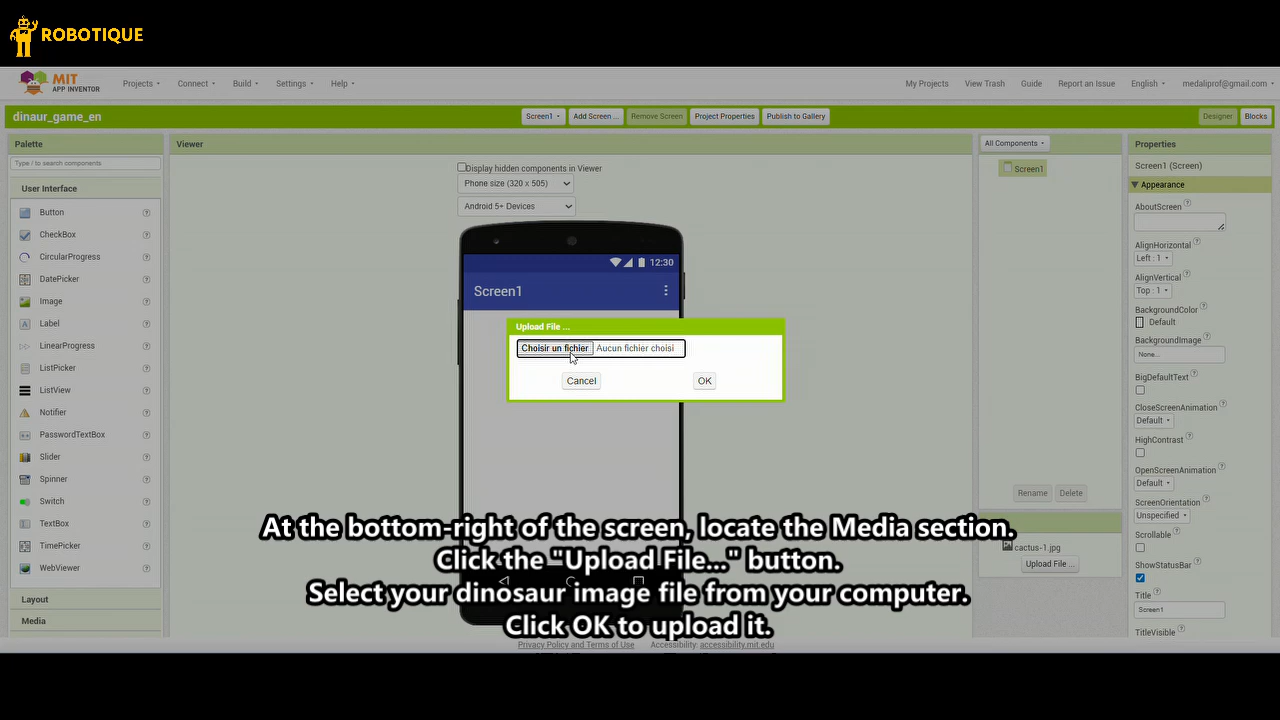 ROBOTIQUE
MIT
APP INVENTOR
Projects
Connect
Build
Settings
Help
My Projects
View Trash
Guide
Report an Issue
English
medaliprof@gmail.com
dinaur_game_en
Screen1
Add Screen ...
Remove Screen
Project Properties
Publish to Gallery
Designer
Blocks
Palette
Type / to search components
User Interface
Button
CheckBox
CircularProgress
DatePicker
Image
Label
LinearProgress
ListPicker
ListView
Notifier
PasswordTextBox
Slider
Spinner
Switch
TextBox
TimePicker
WebViewer
Layout
Media
Viewer
Display hidden components in Viewer
Phone size (320 x 505)
Android 5+ Devices
12:30
Screen1
Upload File ...
Choisir un fichier Aucun fichier choisi
Cancel
OK
All Components
Screen1
Rename
Delete
cactus-1.jpg
Upload File ...
Properties
Screen1 (Screen)
Appearance
AboutScreen
AlignHorizontal
Left : 1
AlignVertical
Top : 1
BackgroundColor
Default
BackgroundImage
None...
BigDefaultText
CloseScreenAnimation
Default
HighContrast
OpenScreenAnimation
Default
ScreenOrientation
Unspecified
Scrollable
ShowStatusBar
Title
Screen1
TitleVisible
At the bottom-right of the screen, locate the Media section.
Click the "Upload File..." button.
Select your dinosaur image file from your computer.
Click OK to upload it.
Privacy Policy and Terms of Use
Accessibility: accessibility.mit.edu